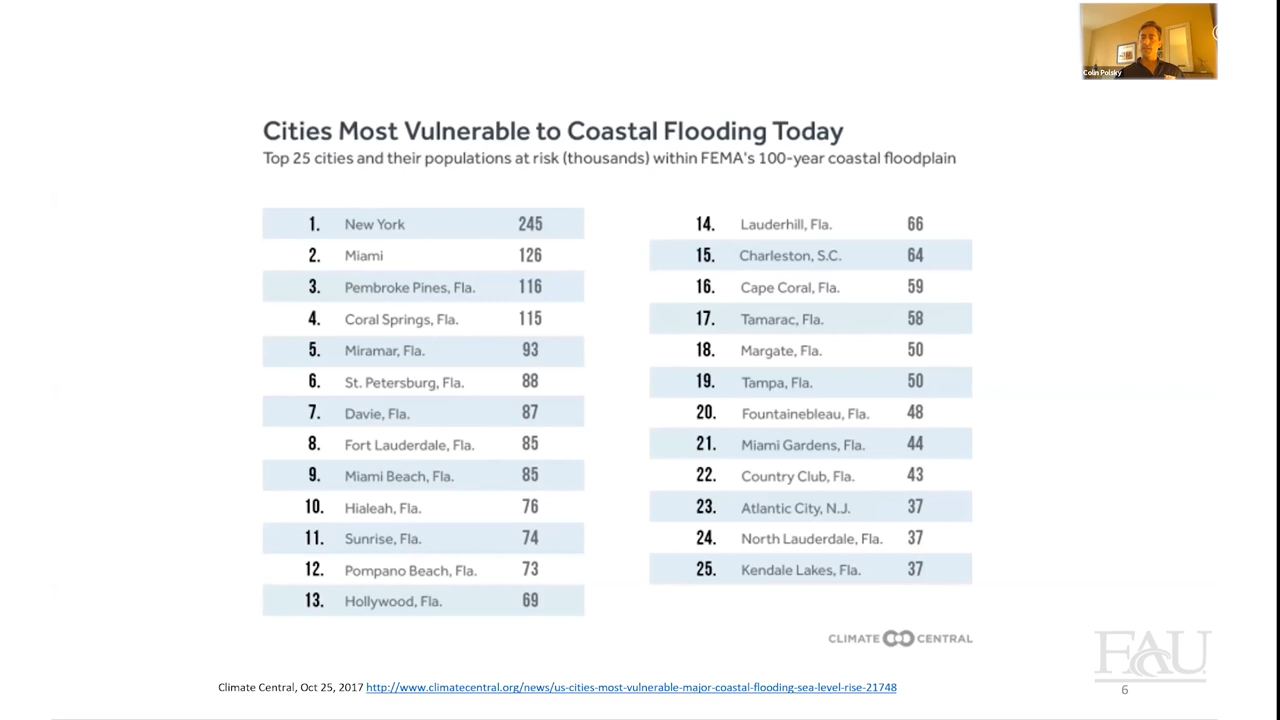 Colin Polsky
Cities Most Vulnerable to Coastal Flooding Today
Top 25 cities and their populations at risk (thousands) within FEMA's 100-year coastal floodplain
1. New York 245
2. Miami 126
3. Pembroke Pines, Fla. 116
4. Coral Springs, Fla. 115
5. Miramar, Fla. 93
6. St. Petersburg, Fla. 88
7. Davie, Fla. 87
8. Fort Lauderdale, Fla. 85
9. Miami Beach, Fla. 85
10. Hialeah, Fla. 76
11. Sunrise, Fla. 74
12. Pompano Beach, Fla. 73
13. Hollywood, Fla. 69
14. Lauderhill, Fla. 66
15. Charleston, S.C. 64
16. Cape Coral, Fla. 59
17. Tamarac, Fla. 58
18. Margate, Fla. 50
19. Tampa, Fla. 50
20. Fountainebleau, Fla. 48
21. Miami Gardens, Fla. 44
22. Country Club, Fla. 43
23. Atlantic City, N.J. 37
24. North Lauderdale, Fla. 37
25. Kendale Lakes, Fla. 37
CLIMATE CENTRAL
FAU
Climate Central, Oct 25, 2017 http://www.climatecentral.org/news/us-cities-most-vulnerable-major-coastal-flooding-sea-level-rise-21748
6